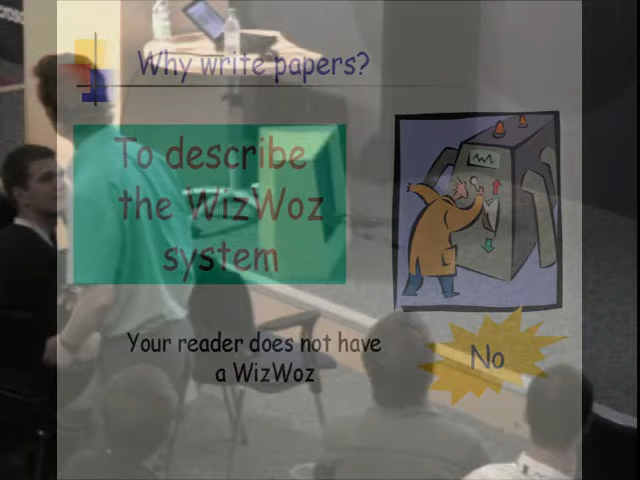 Why write papers?
To describe
the WizWoz
system
Your reader does not have
a WizWoz
No